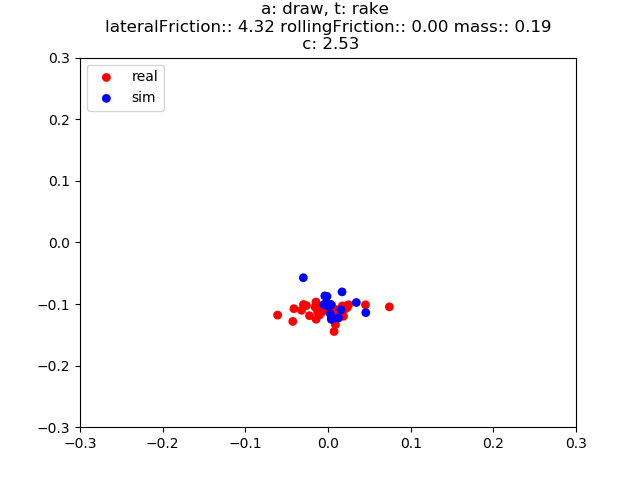 a: draw, t: rake
lateralFriction:: 4.32 rollingFriction:: 0.00 mass:: 0.19
c: 2.53
real
sim
0.3
0.2
0.1
0.0
−0.1
−0.2
−0.3
−0.3 −0.2 −0.1 0.0 0.1 0.2 0.3